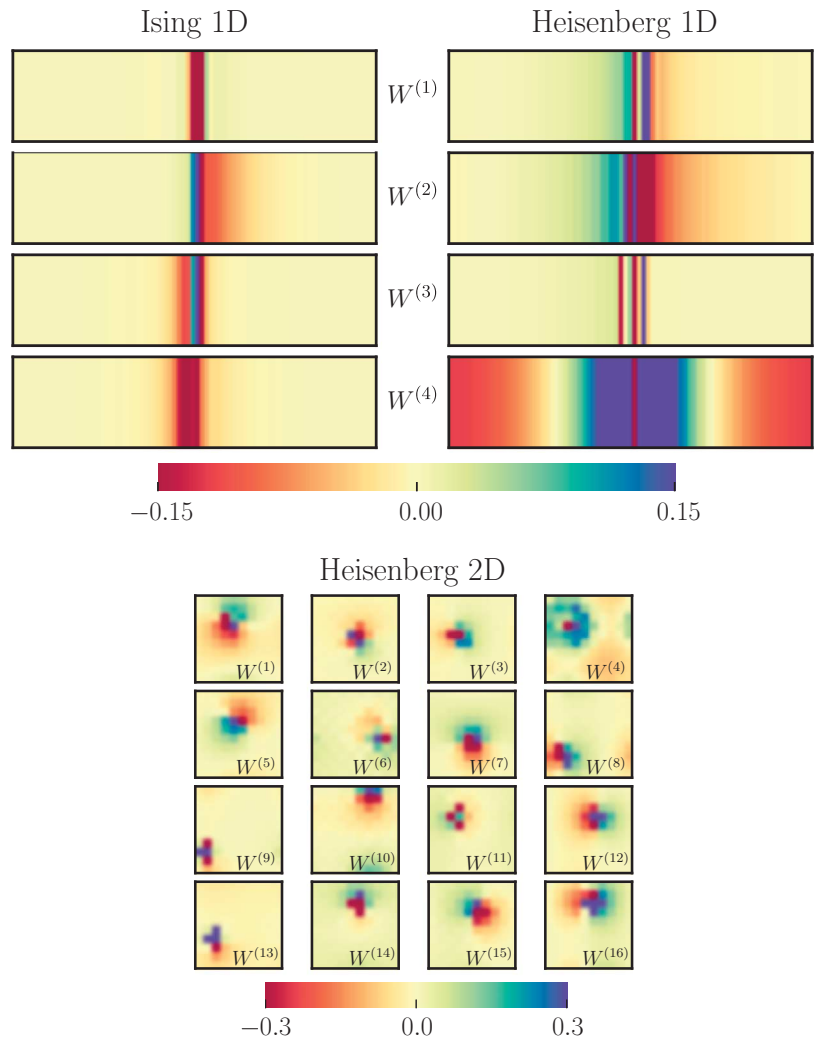 Ising 1D
Heisenberg 1D
W(1)
W(2)
W(3)
W(4)
−0.15 0.00 0.15
Heisenberg 2D
W(1) W(2) W(3) W(4)
W(5) W(6) W(7) W(8)
W(9) W(10) W(11) W(12)
W(13) W(14) W(15) W(16)
−0.3 0.0 0.3